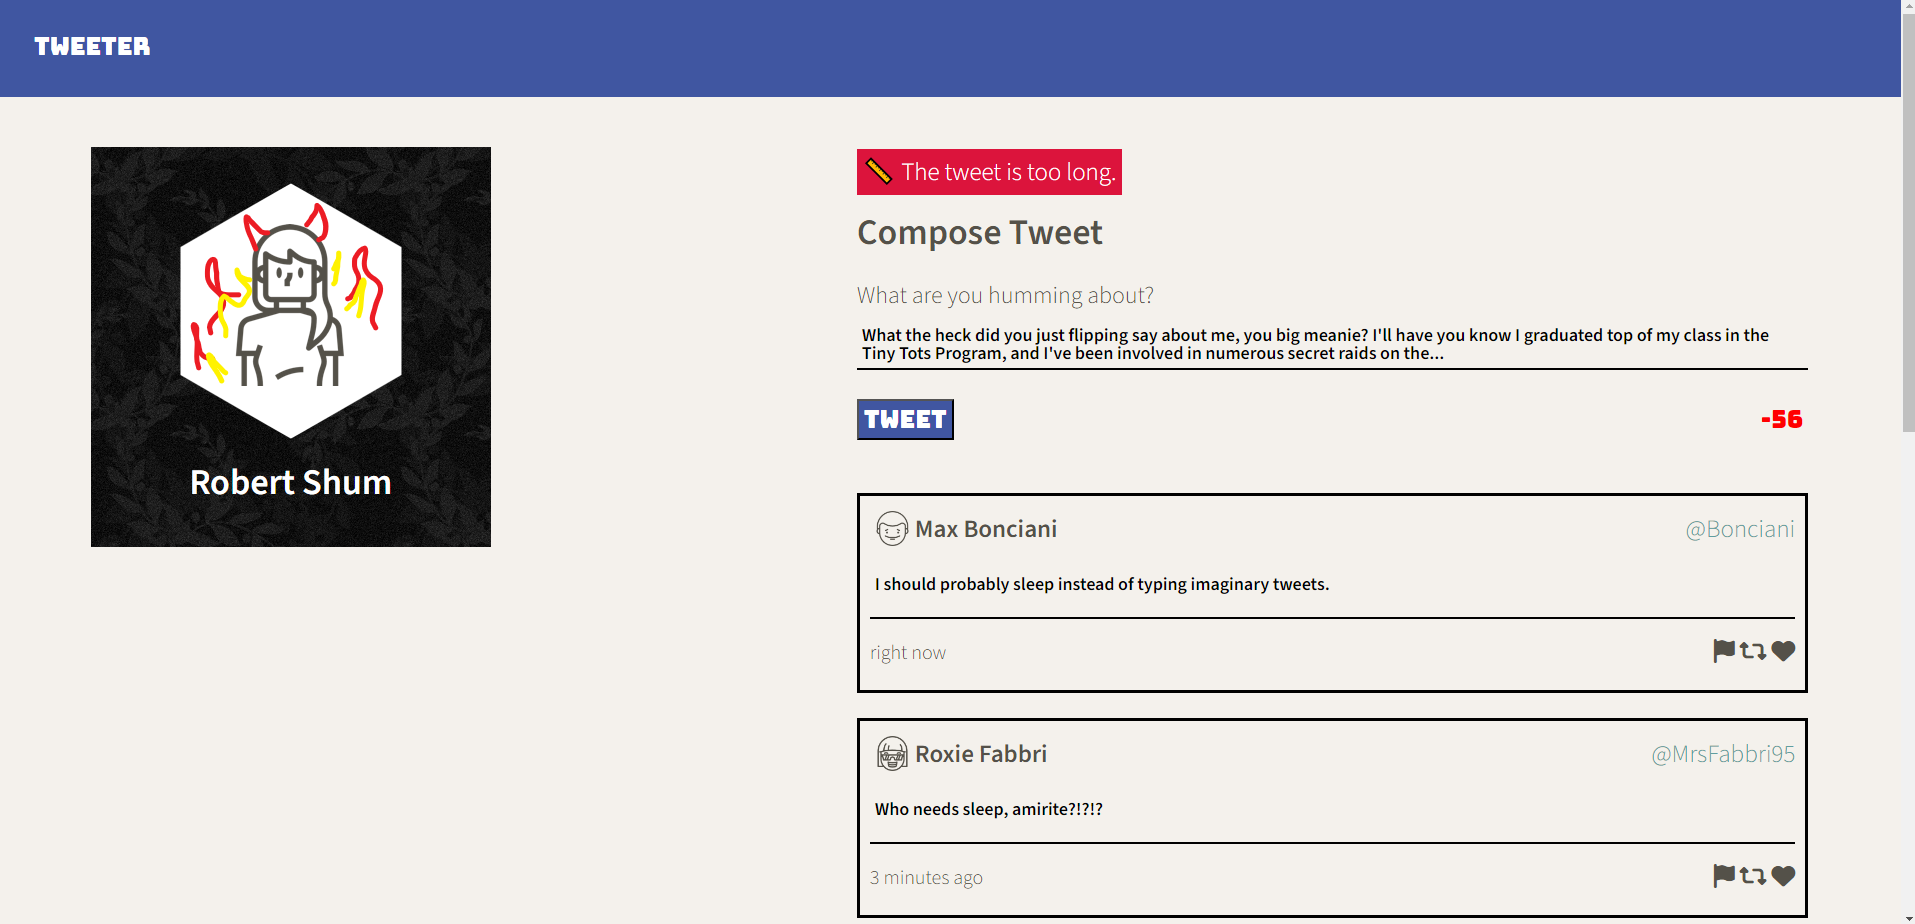 TWEETER
Robert Shum
The tweet is too long.
Compose Tweet
What are you humming about?
What the heck did you just flipping say about me, you big meanie? I'll have you know I graduated top of my class in the
Tiny Tots Program, and I've been involved in numerous secret raids on the...
TWEET
-56
Max Bonciani
@Bonciani
I should probably sleep instead of typing imaginary tweets.
right now
Roxie Fabbri
@MrsFabbri95
Who needs sleep, amirite?!?!?
3 minutes ago